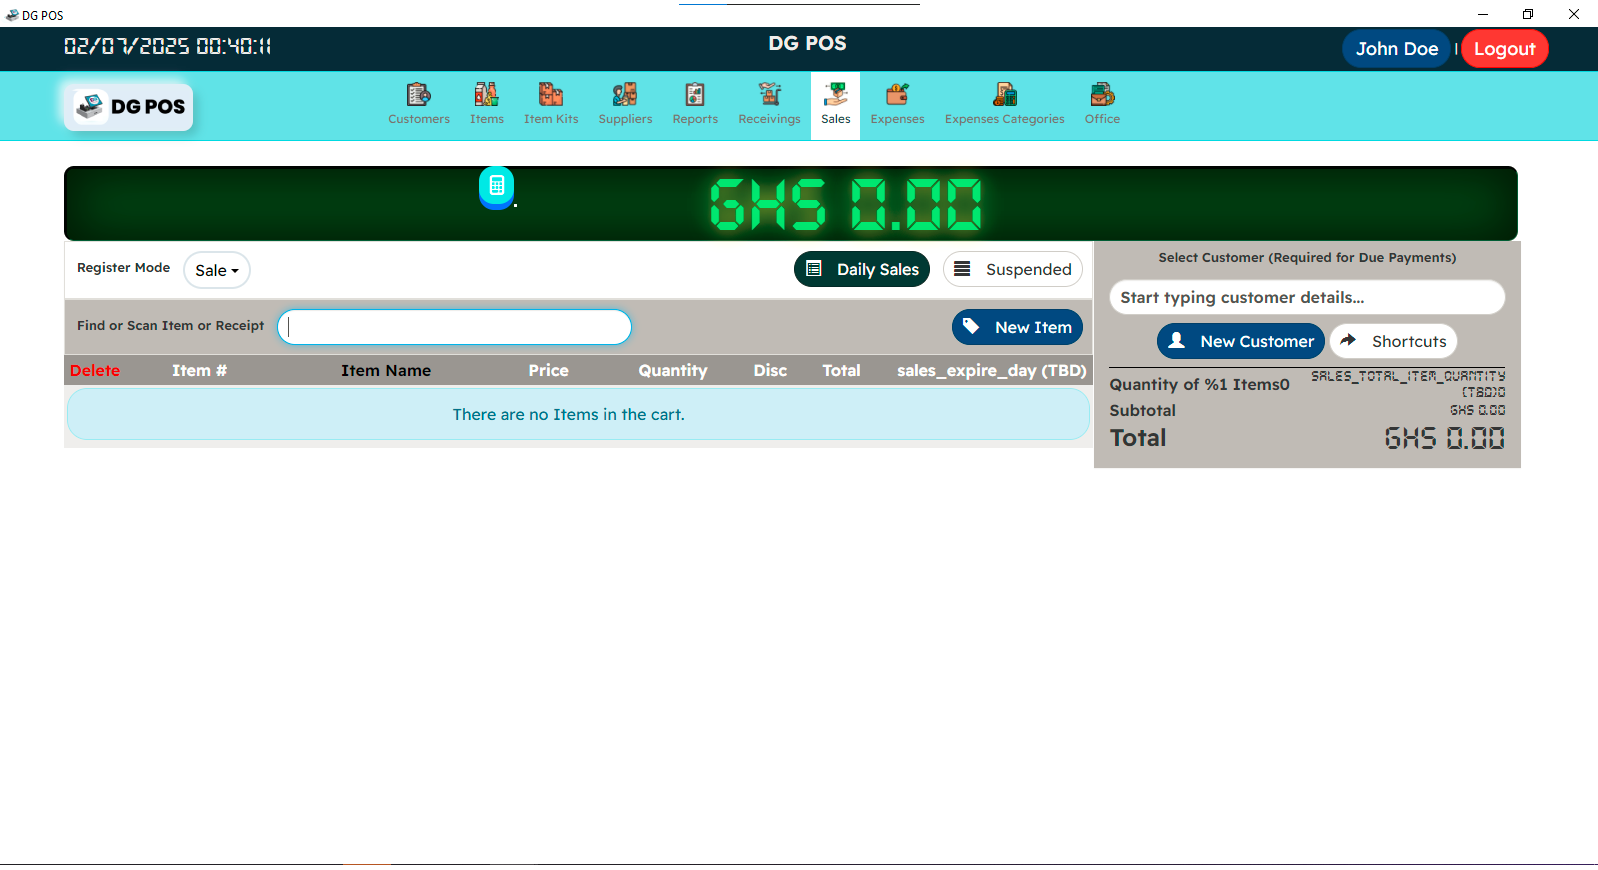 DG POS
02/07/2025 00:40:11
DG POS
John Doe | Logout
DG POS
Customers Items Item Kits Suppliers Reports Receivings Sales Expenses Expenses Categories Office
.
GHS 0.00
Register Mode Sale Daily Sales Suspended
Find or Scan Item or Receipt New Item
Delete Item # Item Name Price Quantity Disc Total sales_expire_day (TBD)
There are no Items in the cart.
Select Customer (Required for Due Payments)
Start typing customer details...
New Customer Shortcuts
Quantity of %1 Items0 SALES_TOTAL_ITEM_QUANTITY
(TBD)0
Subtotal GHS 0.00
Total GHS 0.00